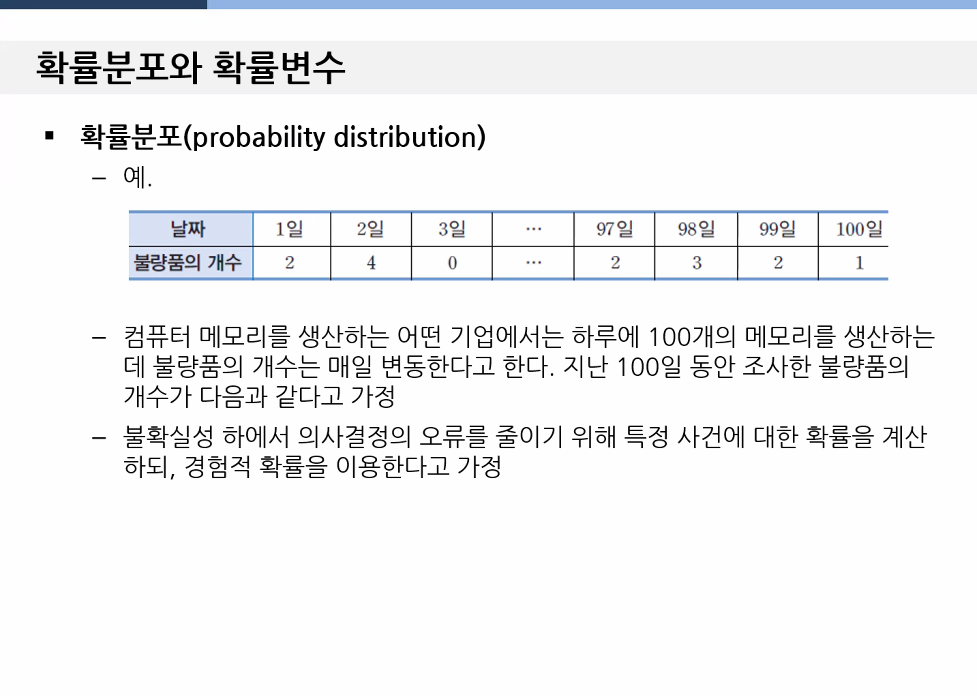 확률분포와 확률변수
▪ 확률분포(probability distribution)
– 예.
날짜 1일 2일 3일 … 97일 98일 99일 100일
불량품의 개수 2 4 0 … 2 3 2 1
– 컴퓨터 메모리를 생산하는 어떤 기업에서는 하루에 100개의 메모리를 생산하는
데 불량품의 개수는 매일 변동한다고 한다. 지난 100일 동안 조사한 불량품의
개수가 다음과 같다고 가정
– 불확실성 하에서 의사결정의 오류를 줄이기 위해 특정 사건에 대한 확률을 계산
하되, 경험적 확률을 이용한다고 가정